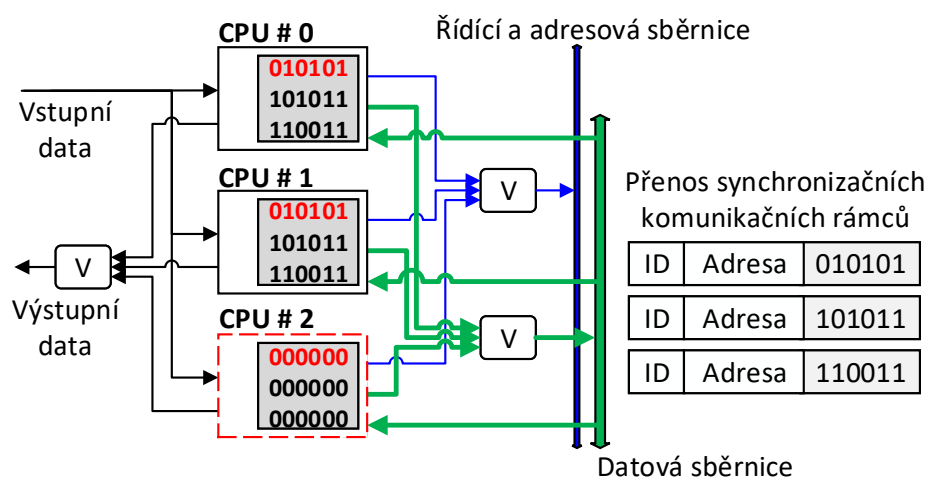 CPU # 0
Řídící a adresová sběrnice
010101
101011
110011
Vstupní
data
CPU # 1
010101
101011
110011
V
Přenos synchronizačních
komunikačních rámců
ID Adresa 010101
ID Adresa 101011
ID Adresa 110011
V
Výstupní
data
CPU # 2
000000
000000
000000
V
Datová sběrnice